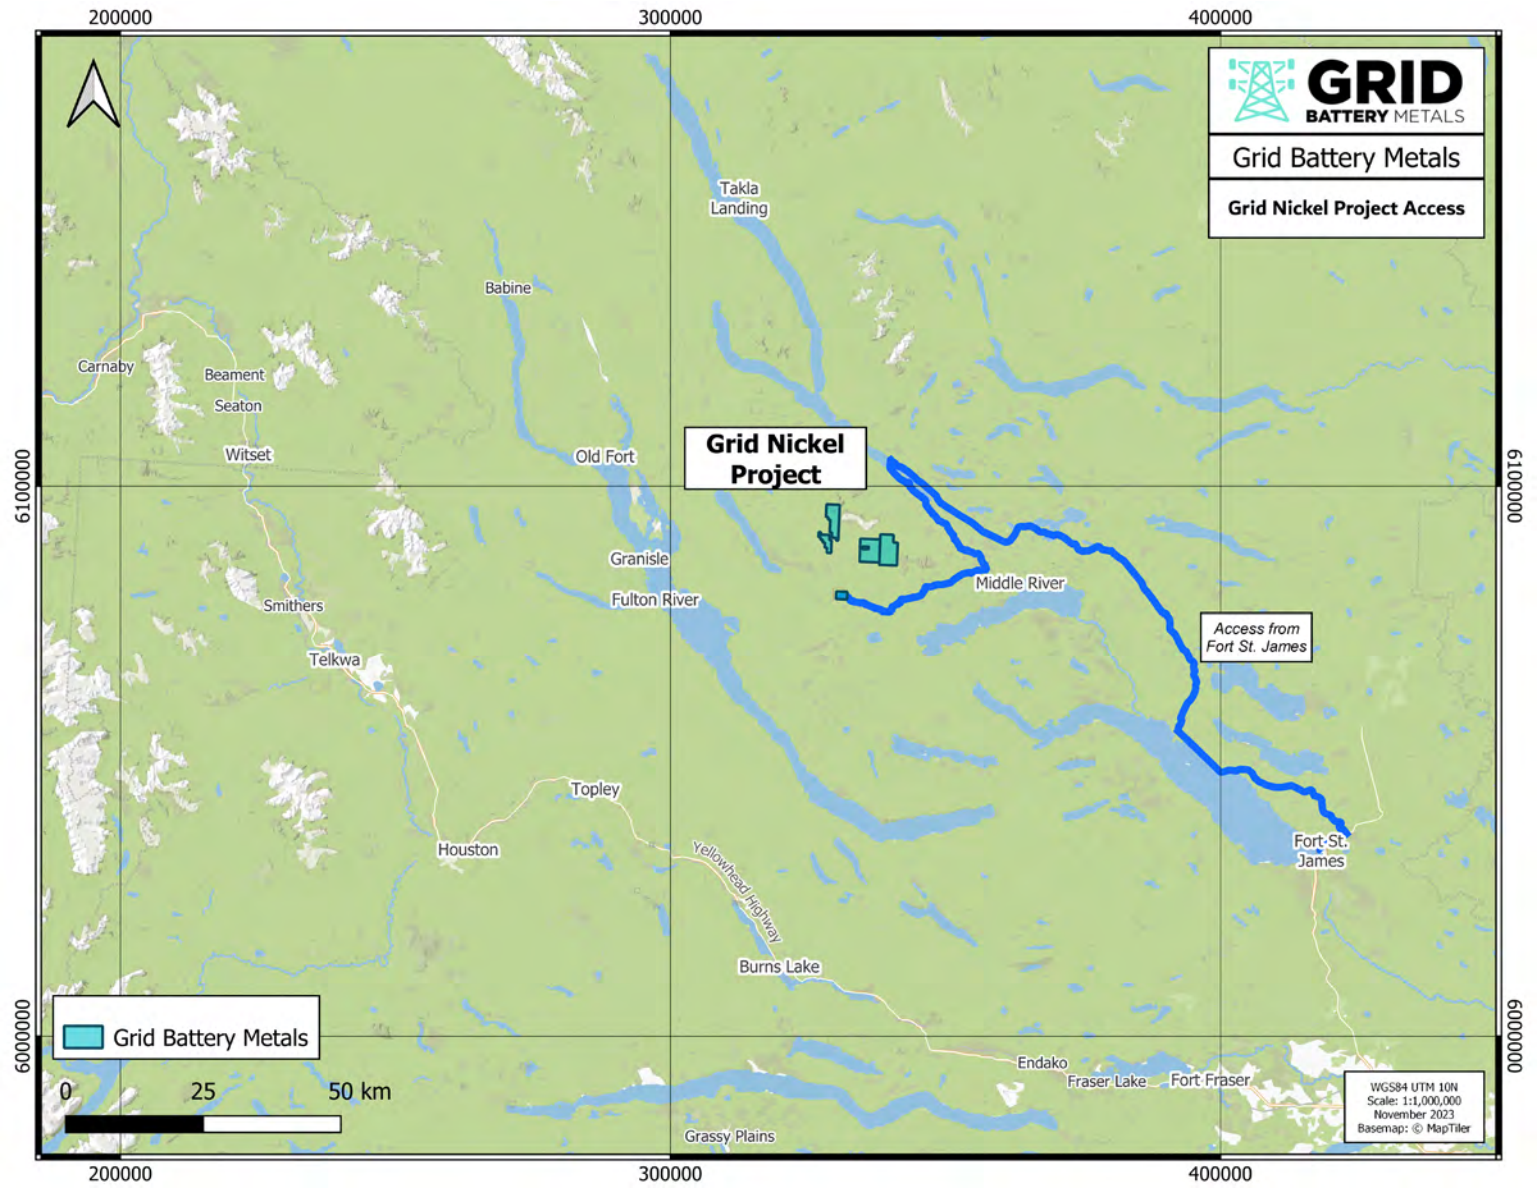 200000
300000
400000
GRID
BATTERY METALS
Grid Battery Metals
Grid Nickel Project Access
Takla
Landing
Babine
Carnaby
Beament
Seaton
Witset
Old Fort
Grid Nickel
Project
6100000
6100000
Granisle
Middle River
Fulton River
Smithers
Access from
Fort St. James
Telkwa
Topley
Houston
Fort St.
James
Yellowhead Highway
Burns Lake
Grid Battery Metals
6000000
6000000
Endako
Fraser Lake
Fort Fraser
0
25
50 km
WGS84 UTM 10N
Scale: 1:1,000,000
November 2023
Basemap: © MapTiler
Grassy Plains
200000
300000
400000